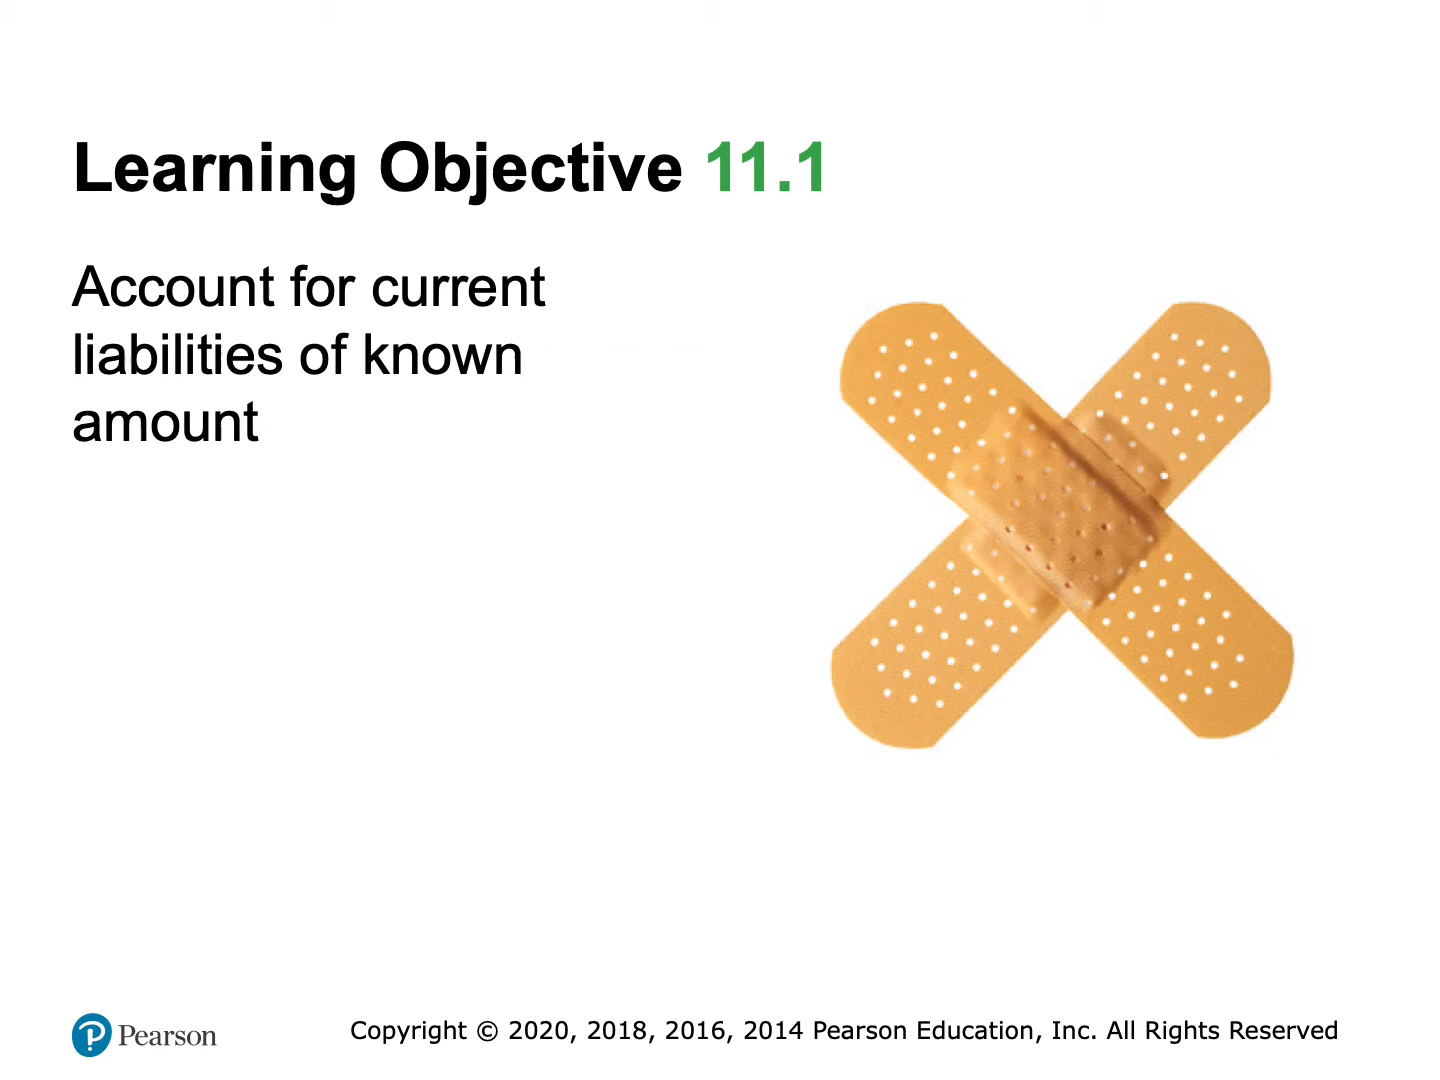 Learning Objective 11.1
Account for current
liabilities of known
amount
Pearson
Copyright © 2020, 2018, 2016, 2014 Pearson Education, Inc. All Rights Reserved